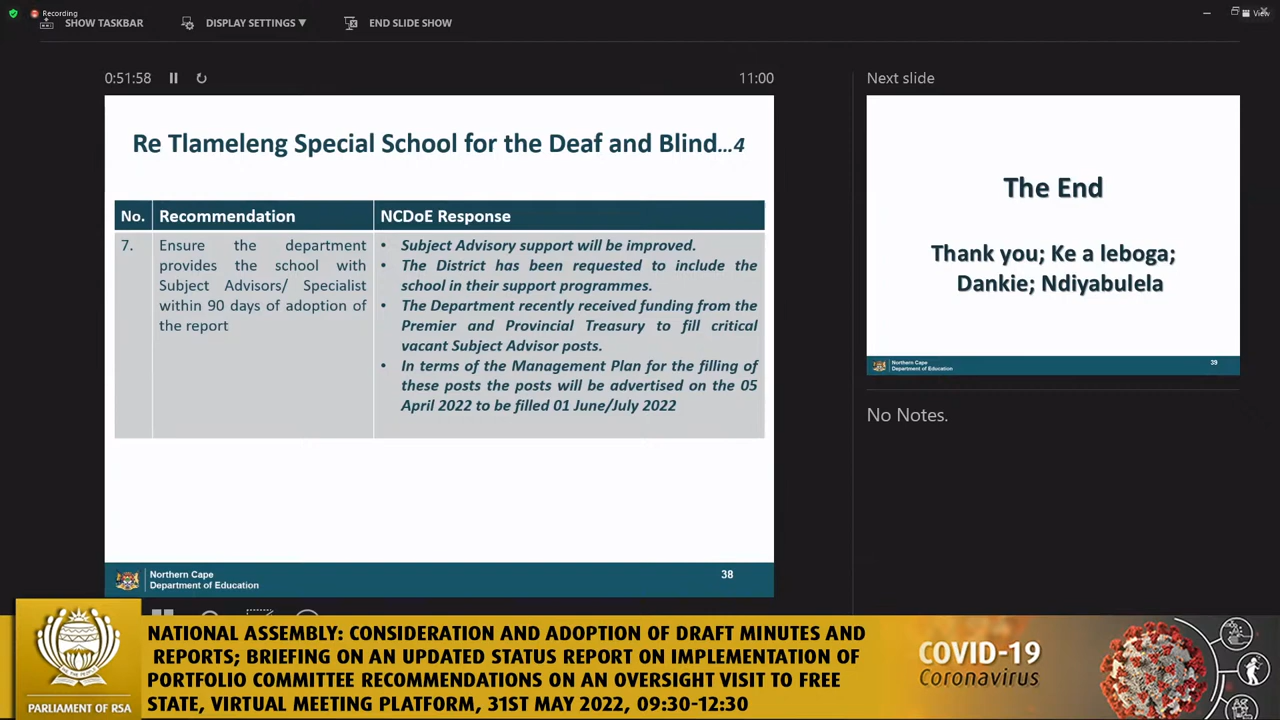 Recording
SHOW TASKBAR
DISPLAY SETTINGS ▼
END SLIDE SHOW
View
0:51:58
11:00
Re Tlameleng Special School for the Deaf and Blind...4
No.
Recommendation
NCDoE Response
7.
Ensure the department
provides the school with
Subject Advisors/ Specialist
within 90 days of adoption of
the report
• Subject Advisory support will be improved.
• The District has been requested to include the
school in their support programmes.
• The Department recently received funding from the
Premier and Provincial Treasury to fill critical
vacant Subject Advisor posts.
• In terms of the Management Plan for the filling of
these posts the posts will be advertised on the 05
April 2022 to be filled 01 June/July 2022
Northern Cape
Department of Education
38
Next slide
The End
Thank you; Ke a leboga;
Dankie; Ndiyabulela
Northern Cape
Department of Education
39
No Notes.
PARLIAMENT OF RSA
NATIONAL ASSEMBLY: CONSIDERATION AND ADOPTION OF DRAFT MINUTES AND
REPORTS; BRIEFING ON AN UPDATED STATUS REPORT ON IMPLEMENTATION OF
PORTFOLIO COMMITTEE RECOMMENDATIONS ON AN OVERSIGHT VISIT TO FREE
STATE, VIRTUAL MEETING PLATFORM, 31ST MAY 2022, 09:30-12:30
COVID-19
Coronavirus